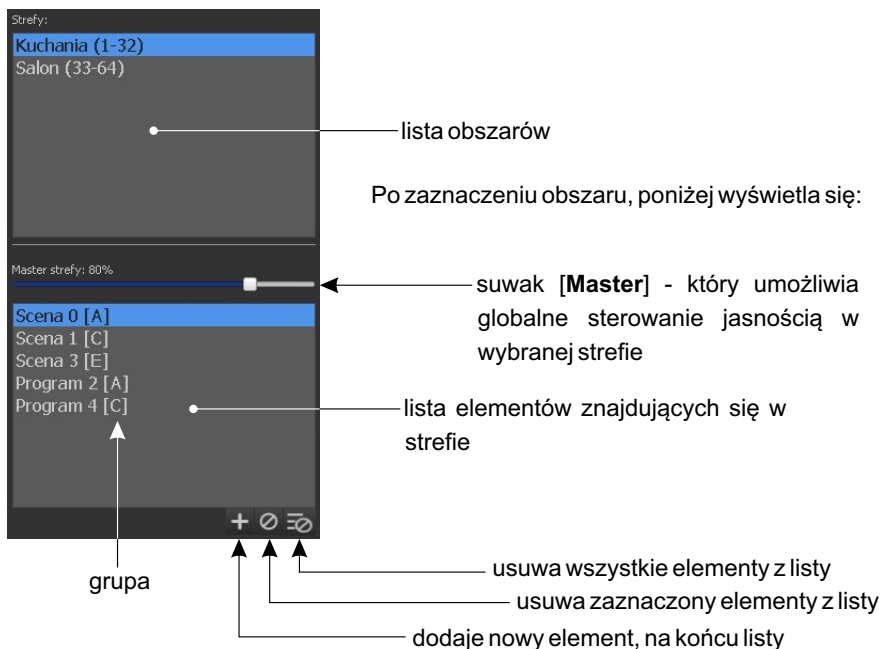 Strefy:
Kuchania (1-32)
Salon (33-64)
lista obszarów
Po zaznaczeniu obszaru, poniżej wyświetla się:
Master strefy: 80%
suwak [Master] - który umożliwia
globalne sterowanie jasnością w
wybranej strefie
Scena 0 [A]
Scena 1 [C]
Scena 3 [E]
Program 2 [A]
Program 4 [C]
lista elementów znajdujących się w
strefie
grupa
usuwa wszystkie elementy z listy
usuwa zaznaczony elementy z listy
dodaje nowy element, na końcu listy